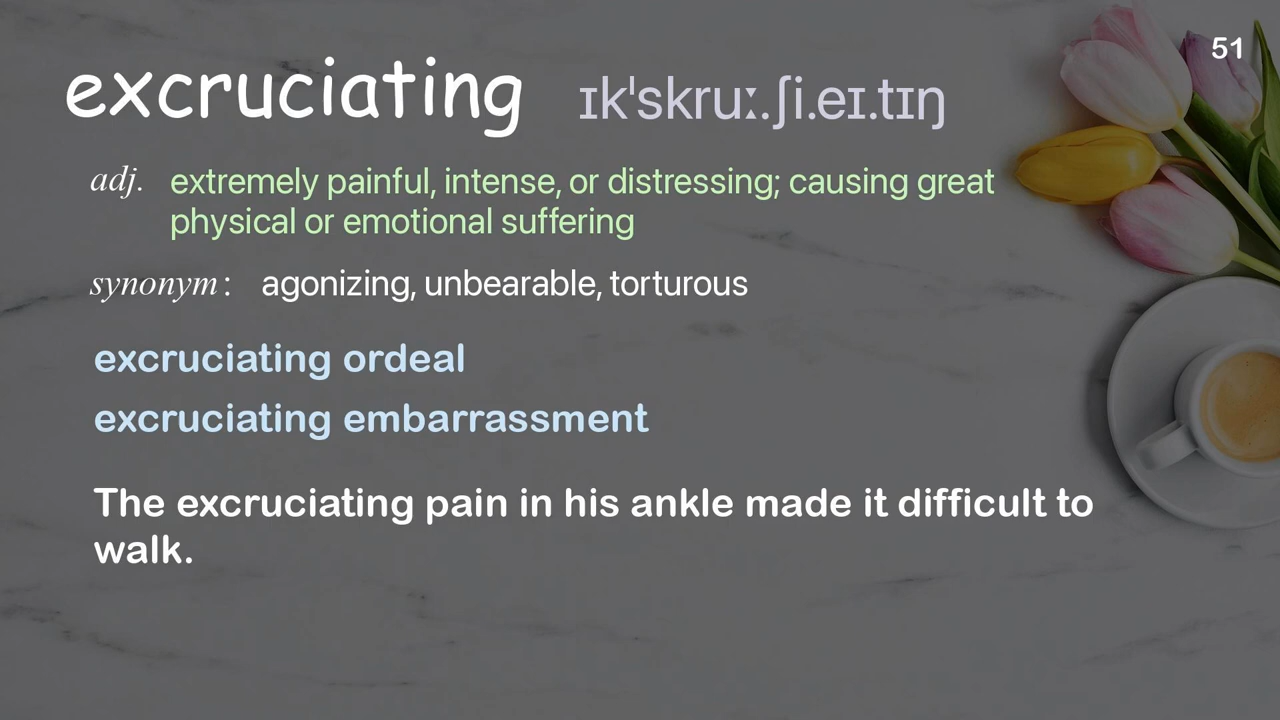 51
excruciating ɪkˈskruː.ʃi.eɪ.tɪŋ
adj. extremely painful, intense, or distressing; causing great
physical or emotional suffering
synonym: agonizing, unbearable, torturous
excruciating ordeal
excruciating embarrassment
The excruciating pain in his ankle made it difficult to
walk.